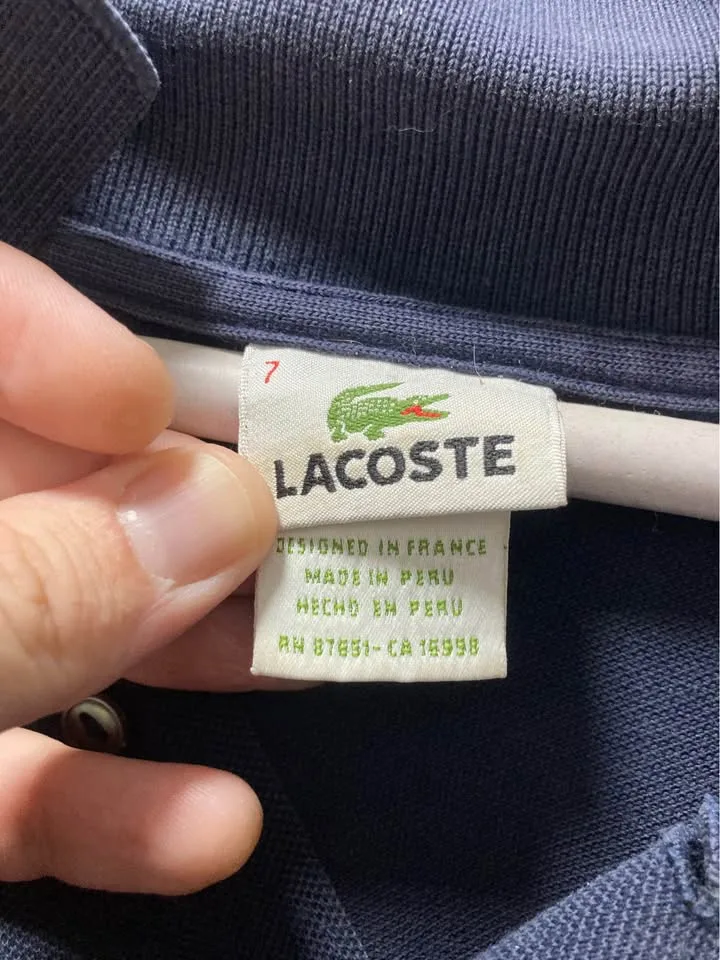 7
LACOSTE
DESIGNED IN FRANCE
MADE IN PERU
HECHO EN PERU
RN 87651- CA 15998